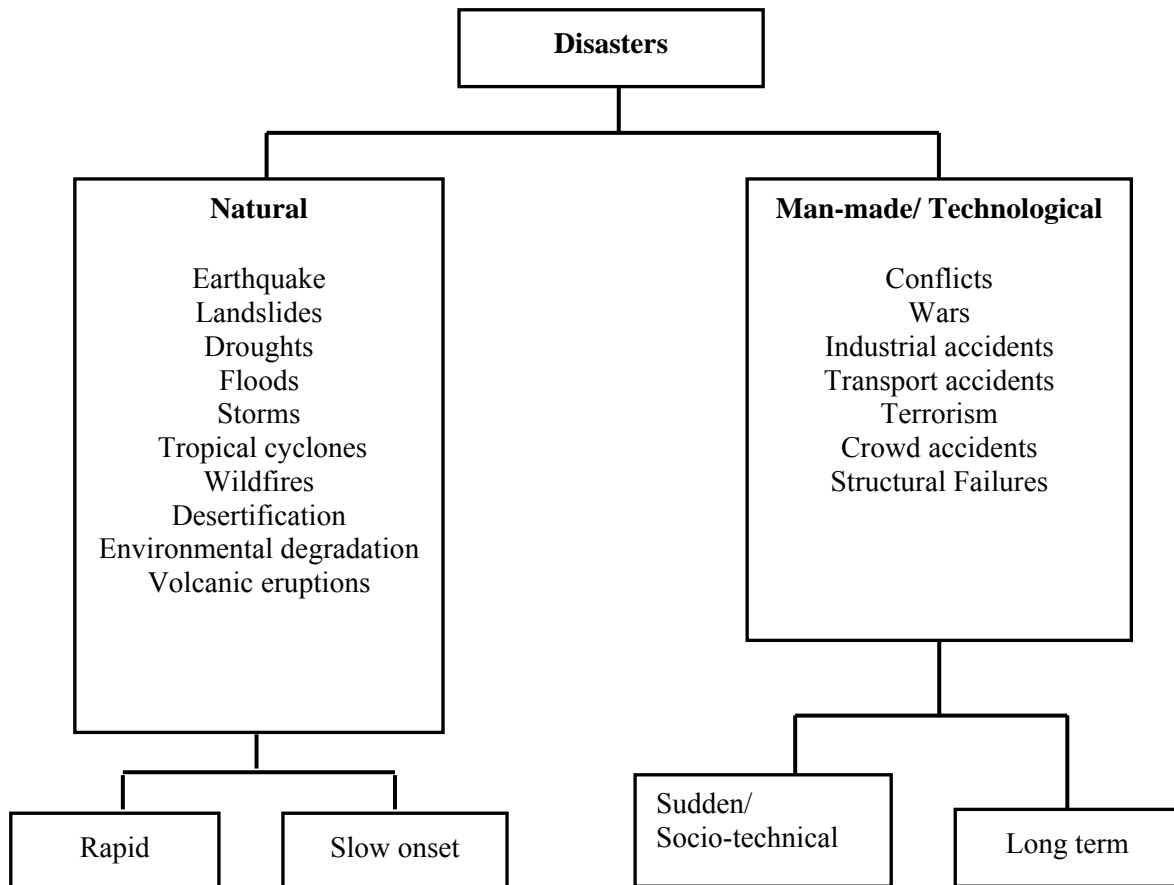 Disasters
Natural
Earthquake
Landslides
Droughts
Floods
Storms
Tropical cyclones
Wildfires
Desertification
Environmental degradation
Volcanic eruptions
Man-made/ Technological
Conflicts
Wars
Industrial accidents
Transport accidents
Terrorism
Crowd accidents
Structural Failures
Rapid
Slow onset
Sudden/
Socio-technical
Long term